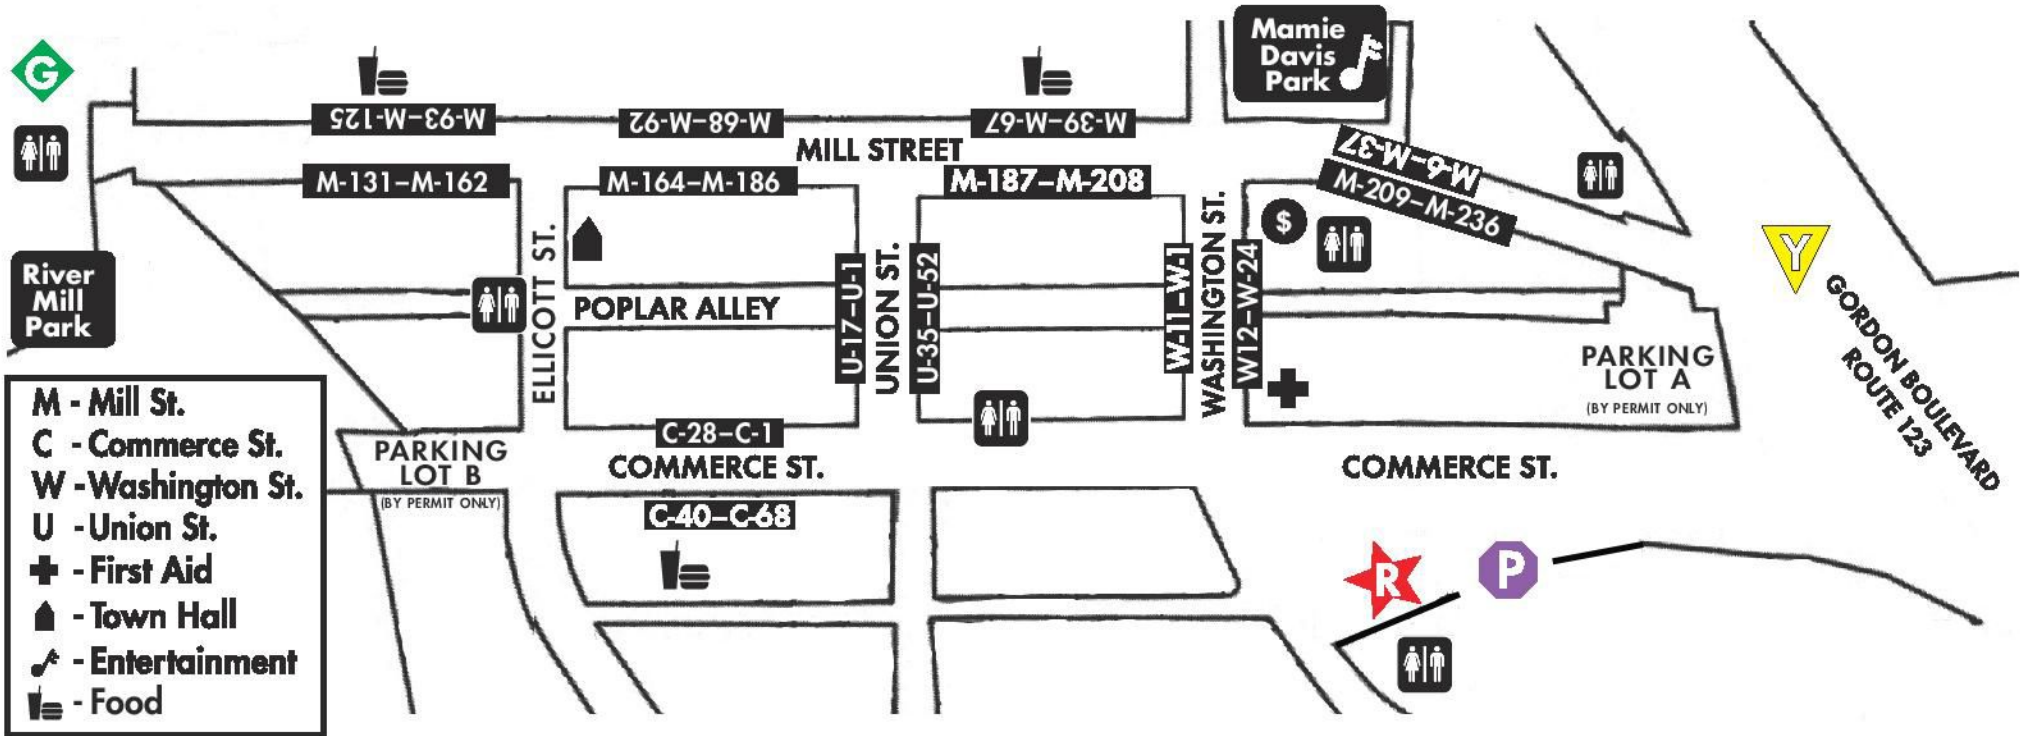 G
Mamie
Davis
Park
M-93–M-125
M-68–M-92
M-39–M-67
MILL STREET
M-6–M-37
M-131–M-162
M-164–M-186
M-187–M-208
M-209–M-236
$
River
Mill
Park
ELLICOTT ST.
POPLAR ALLEY
U-17–U-1
UNION ST.
U-35–U-52
W-11–W-1
WASHINGTON ST.
W12–W-24
Y
GORDON BOULEVARD
ROUTE 123
PARKING
LOT A
(BY PERMIT ONLY)
PARKING
LOT B
(BY PERMIT ONLY)
C-28–C-1
COMMERCE ST.
COMMERCE ST.
C-40–C-68
R
P
M - Mill St.
C - Commerce St.
W - Washington St.
U - Union St.
- First Aid
- Town Hall
- Entertainment
- Food